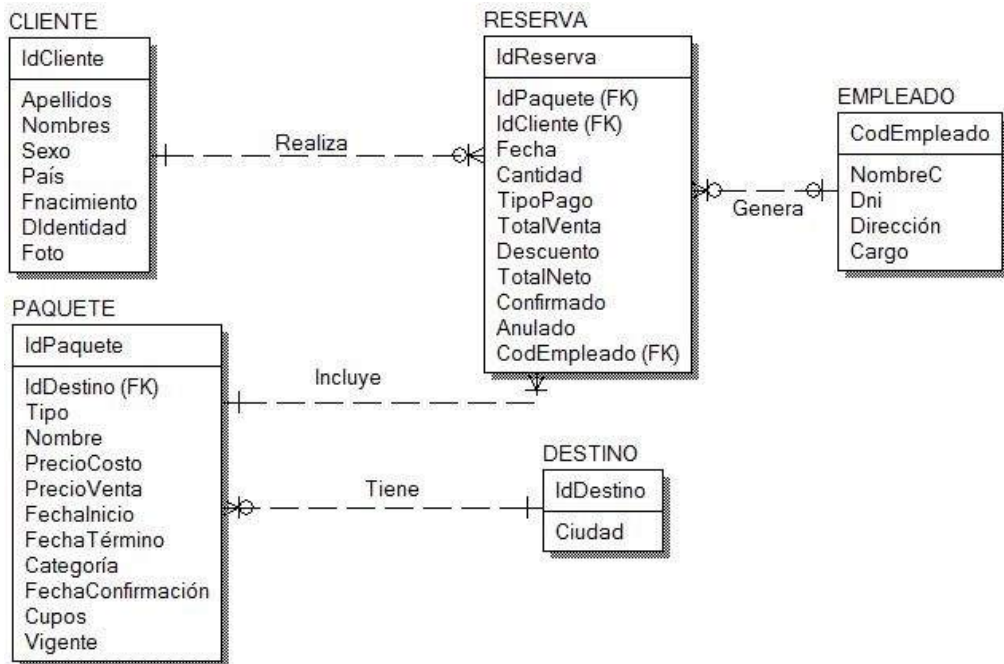 CLIENTE
IdCliente
Apellidos
Nombres
Sexo
País
Fnacimiento
DIdentidad
Foto
Realiza
RESERVA
IdReserva
IdPaquete (FK)
IdCliente (FK)
Fecha
Cantidad
TipoPago
TotalVenta
Descuento
TotalNeto
Confirmado
Anulado
CodEmpleado (FK)
Genera
EMPLEADO
CodEmpleado
NombreC
Dni
Dirección
Cargo
PAQUETE
IdPaquete
IdDestino (FK)
Tipo
Nombre
PrecioCosto
PrecioVenta
FechaInicio
FechaTérmino
Categoría
FechaConfirmación
Cupos
Vigente
Incluye
Tiene
DESTINO
IdDestino
Ciudad